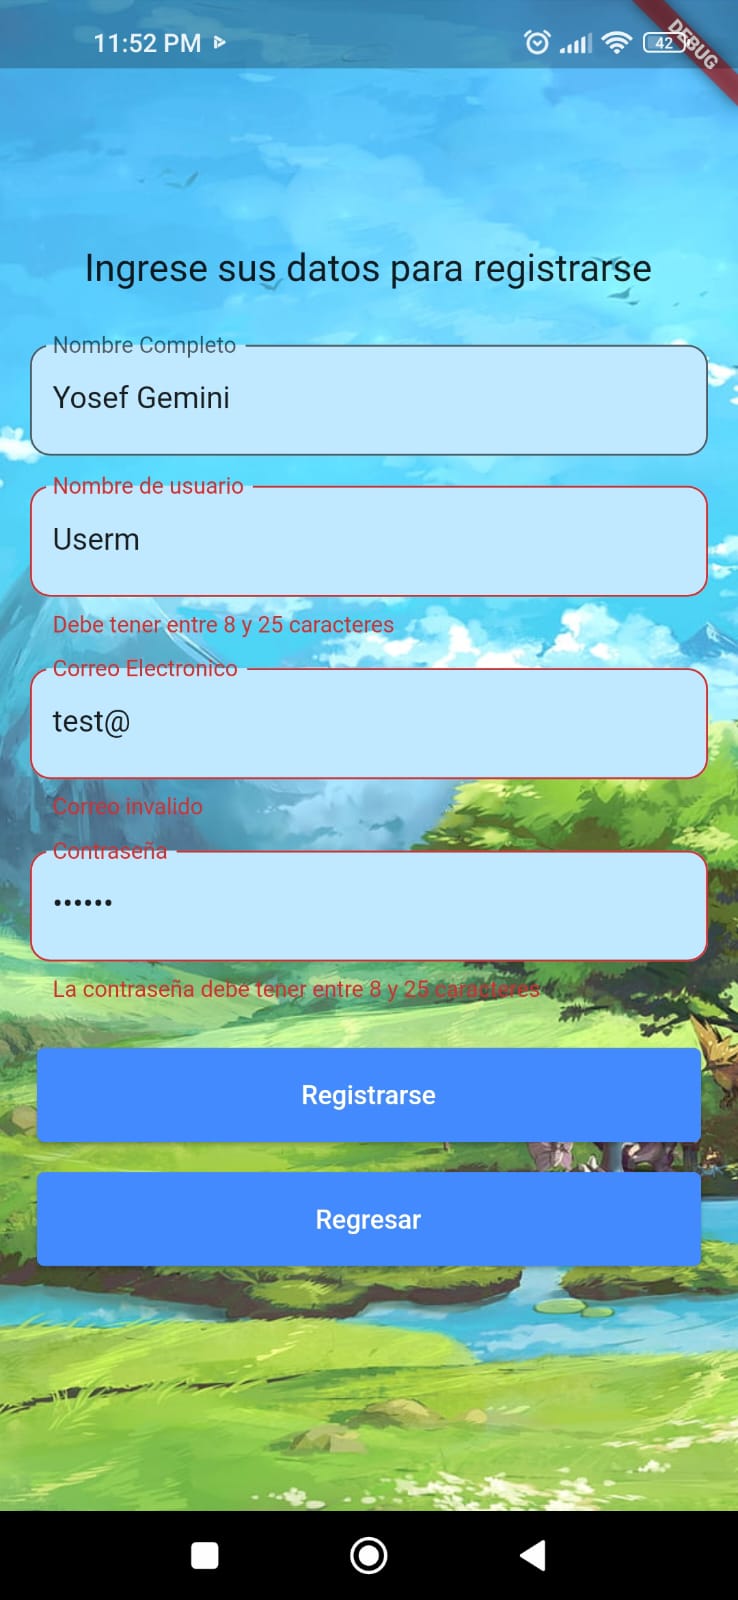 11:52 PM
42
DEBUG
Ingrese sus datos para registrarse
Nombre Completo
Yosef Gemini
Nombre de usuario
Userm
Debe tener entre 8 y 25 caracteres
Correo Electronico
test@
Correo invalido
Contraseña
••••••
La contraseña debe tener entre 8 y 25 caracteres
Registrarse
Regresar